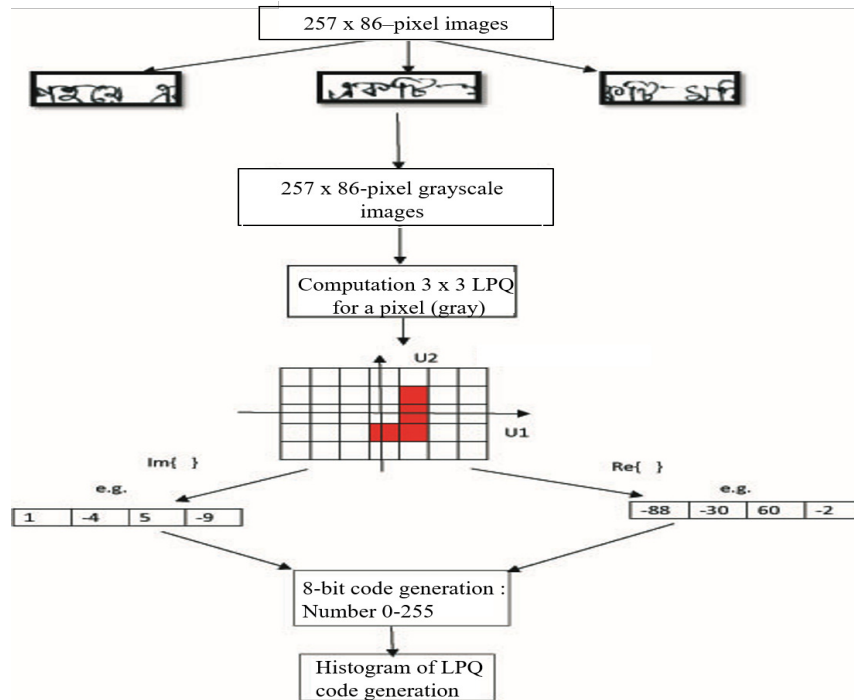 257 x 86–pixel images
একটি
257 x 86-pixel grayscale
images
Computation 3 x 3 LPQ
for a pixel (gray)
U2
U1
Im{ }
Re{ }
e.g.
e.g.
1 -4 5 -9
-88 -30 60 -2
8-bit code generation :
Number 0-255
Histogram of LPQ
code generation